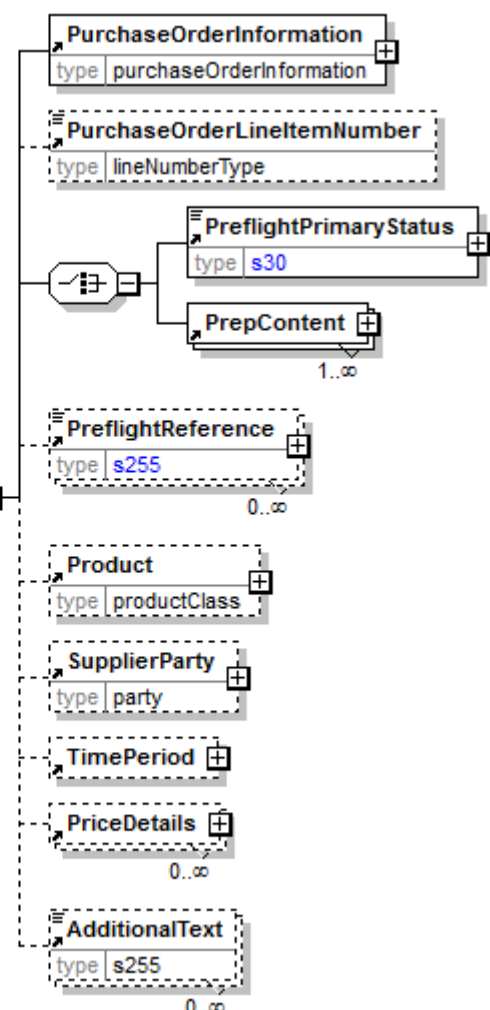 PurchaseOrderInformation
type purchaseOrderInformation
PurchaseOrderLineItemNumber
type lineNumberType
PreflightPrimaryStatus
type s30
PrepContent
1..∞
PreflightReference
type s255
0..∞
Product
type productClass
SupplierParty
type party
TimePeriod
PriceDetails
0..∞
AdditionalText
type s255
0..∞